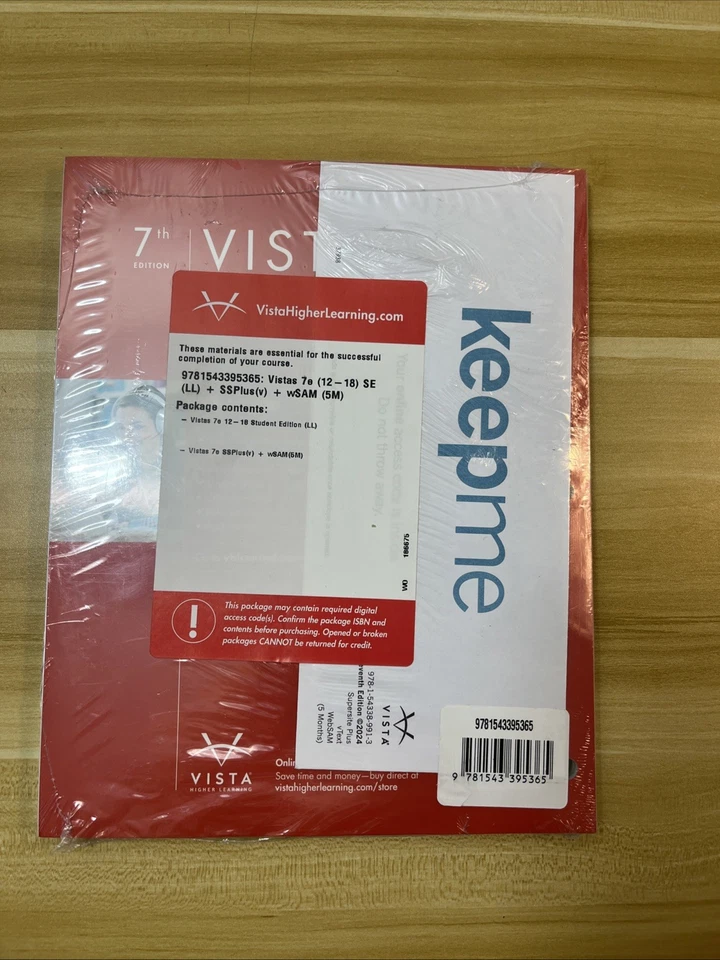 7th
EDITION
VIST
VistaHigherLearning.com
These materials are essential for the successful
completion of your course.
9781543395365: Vistas 7e (12–18) SE
(LL) + SSPlus(v) + wSAM (5M)
Package contents:
– Vistas 7e 12–18 Student Edition (LL)
– Vistas 7e SSPlus(v) + wSAM(5M)
WO
!
This package may contain required digital
access code(s). Confirm the package ISBN and
contents before purchasing. Opened or broken
packages CANNOT be returned for credit.
keepme
Do not throw away.
VISTA
978-1-54338-991-3
eventh Edition ©2024
Supersite Plus
vText
WebSAM
(5 Months)
9781543395365
9 781543 395365
VISTA
HIGHER LEARNING
Onlin
Save time and money—buy direct at
vistahigherlearning.com/store